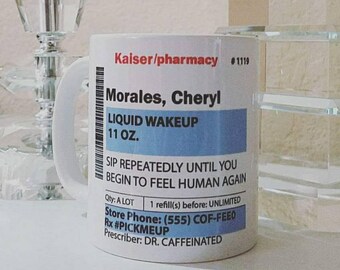 Kaiser/pharmacy #1119
Morales, Cheryl
LIQUID WAKEUP
11 OZ.
SIP REPEATEDLY UNTIL YOU
BEGIN TO FEEL HUMAN AGAIN
Qty: A LOT 1 refill(s) before: UNLIMITED
Store Phone: (555) COF-FEE0
Rx #PICKMEUP
Prescriber: DR. CAFFEINATED